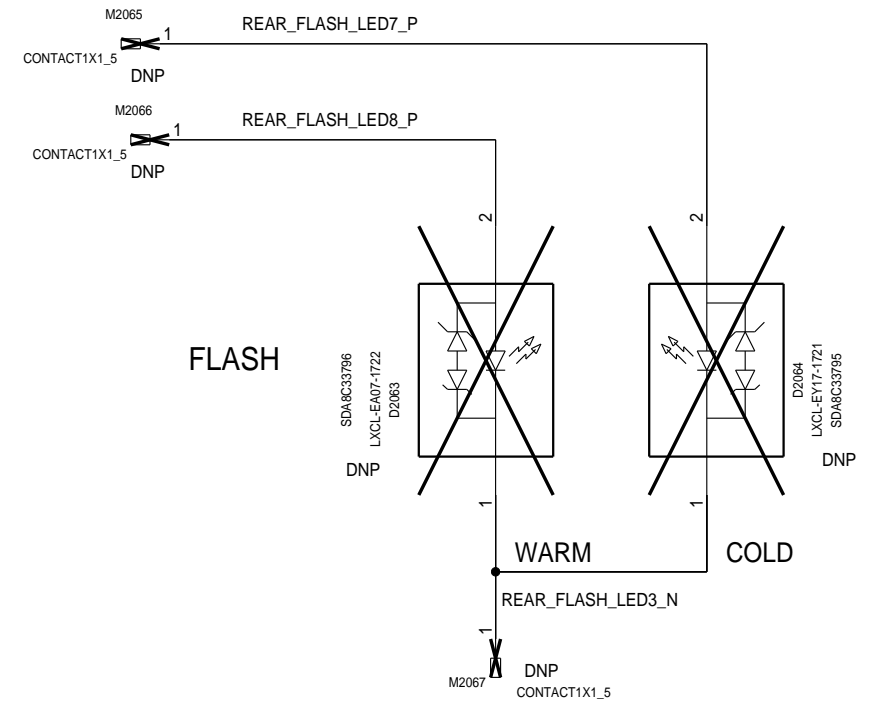 M2065
1
REAR_FLASH_LED7_P
CONTACT1X1_5
DNP
M2066
1
REAR_FLASH_LED8_P
CONTACT1X1_5
DNP
2
2
FLASH
SDA8C33796
LXCL-EA07-1722
D2063
DNP
D2064
LXCL-EY17-1721
SDA8C33795
DNP
1
1
WARM
COLD
REAR_FLASH_LED3_N
1
M2067
DNP
CONTACT1X1_5